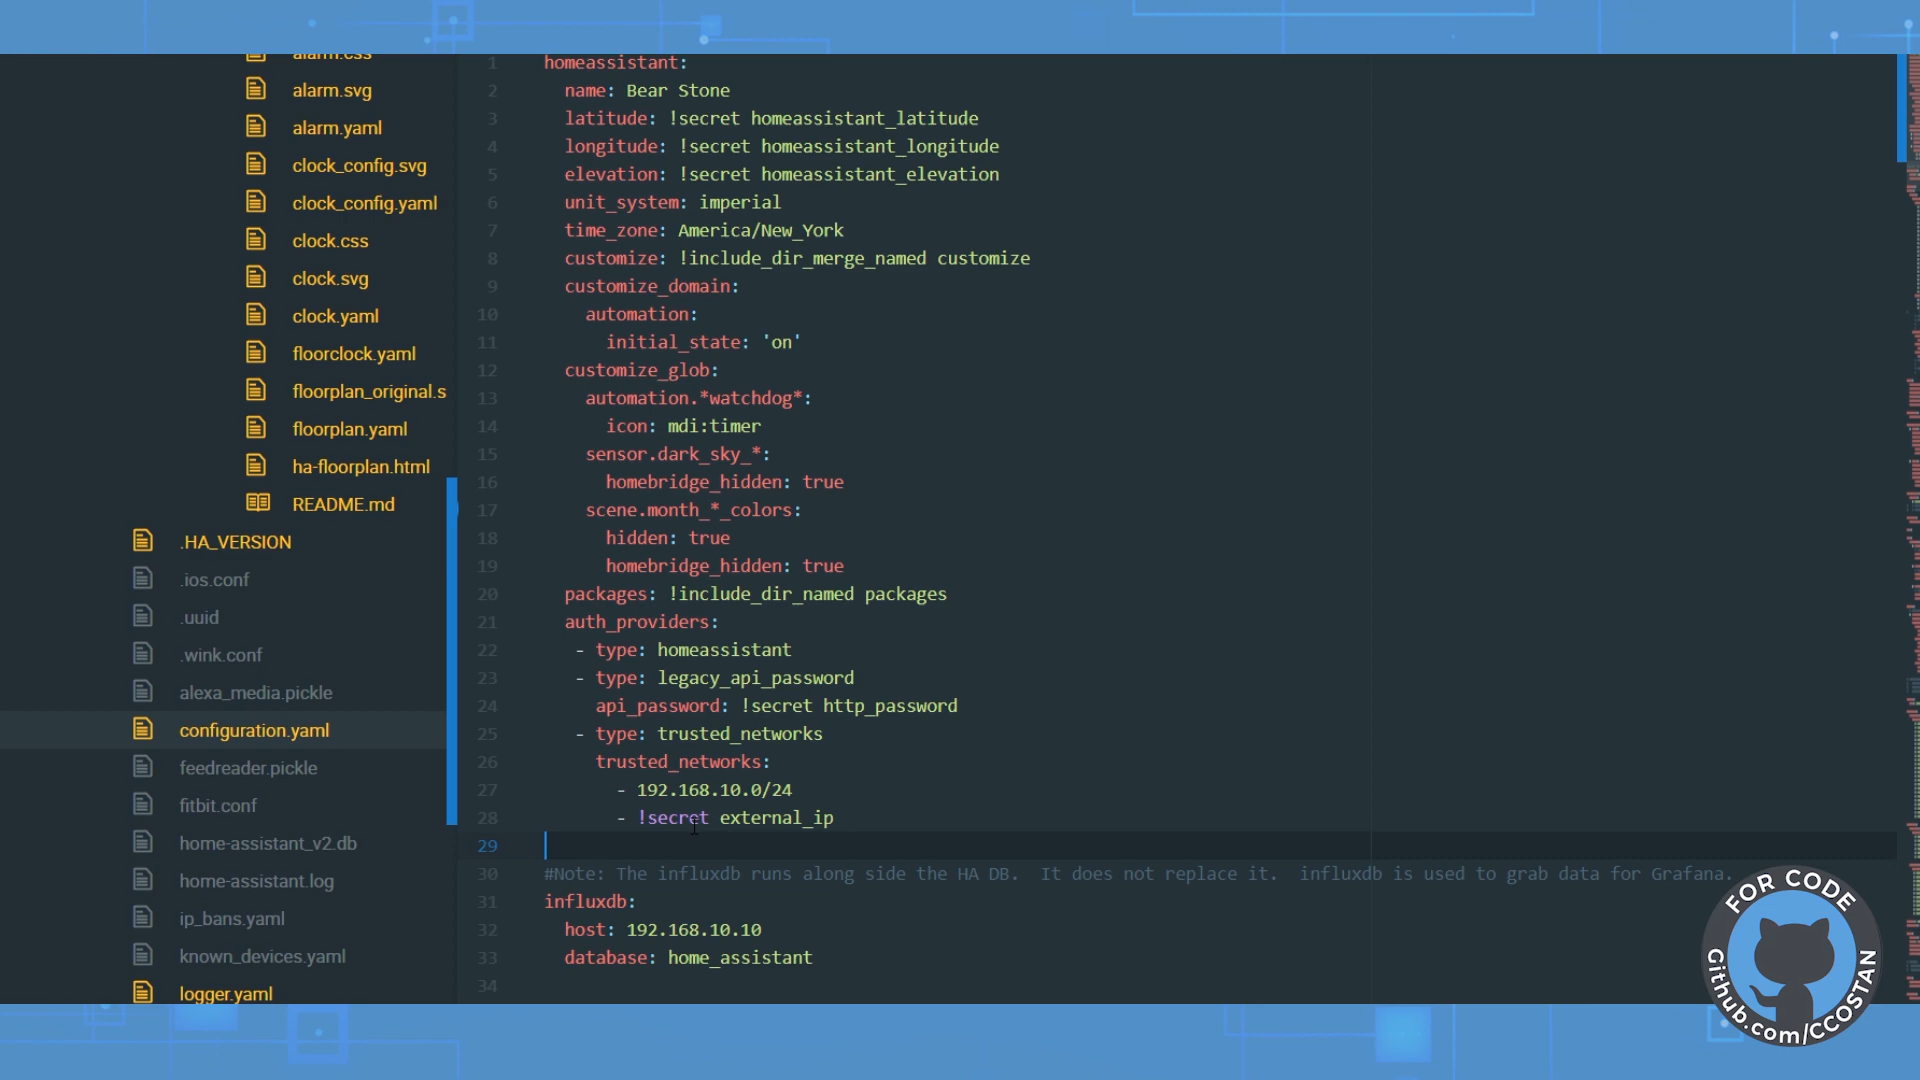 alarm.css
alarm.svg
alarm.yaml
clock_config.svg
clock_config.yaml
clock.css
clock.svg
clock.yaml
floorclock.yaml
floorplan_original.s
floorplan.yaml
ha-floorplan.html
README.md
.HA_VERSION
.ios.conf
.uuid
.wink.conf
alexa_media.pickle
configuration.yaml
feedreader.pickle
fitbit.conf
home-assistant_v2.db
home-assistant.log
ip_bans.yaml
known_devices.yaml
logger.yaml
1 homeassistant:
2 name: Bear Stone
3 latitude: !secret homeassistant_latitude
4 longitude: !secret homeassistant_longitude
5 elevation: !secret homeassistant_elevation
6 unit_system: imperial
7 time_zone: America/New_York
8 customize: !include_dir_merge_named customize
9 customize_domain:
10 automation:
11 initial_state: 'on'
12 customize_glob:
13 automation.*watchdog*:
14 icon: mdi:timer
15 sensor.dark_sky_*:
16 homebridge_hidden: true
17 scene.month_*_colors:
18 hidden: true
19 homebridge_hidden: true
20 packages: !include_dir_named packages
21 auth_providers:
22 - type: homeassistant
23 - type: legacy_api_password
24 api_password: !secret http_password
25 - type: trusted_networks
26 trusted_networks:
27 - 192.168.10.0/24
28 - !secret external_ip
29
30 #Note: The influxdb runs along side the HA DB.  It does not replace it.  influxdb is used to grab data for Grafana.
31 influxdb:
32 host: 192.168.10.10
33 database: home_assistant
34
FOR CODE
Github.com/CCOSTAN